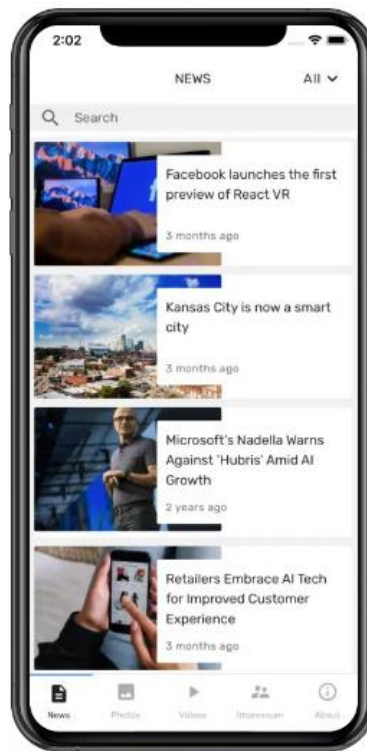 2:02
NEWS
All
Search
Facebook launches the first
preview of React VR
3 months ago
Kansas City is now a smart
city
3 months ago
Microsoft's Nadella Warns
Against 'Hubris' Amid AI
Growth
2 years ago
Retailers Embrace AI Tech
for Improved Customer
Experience
3 months ago
News
Photos
Videos
Impressum
About